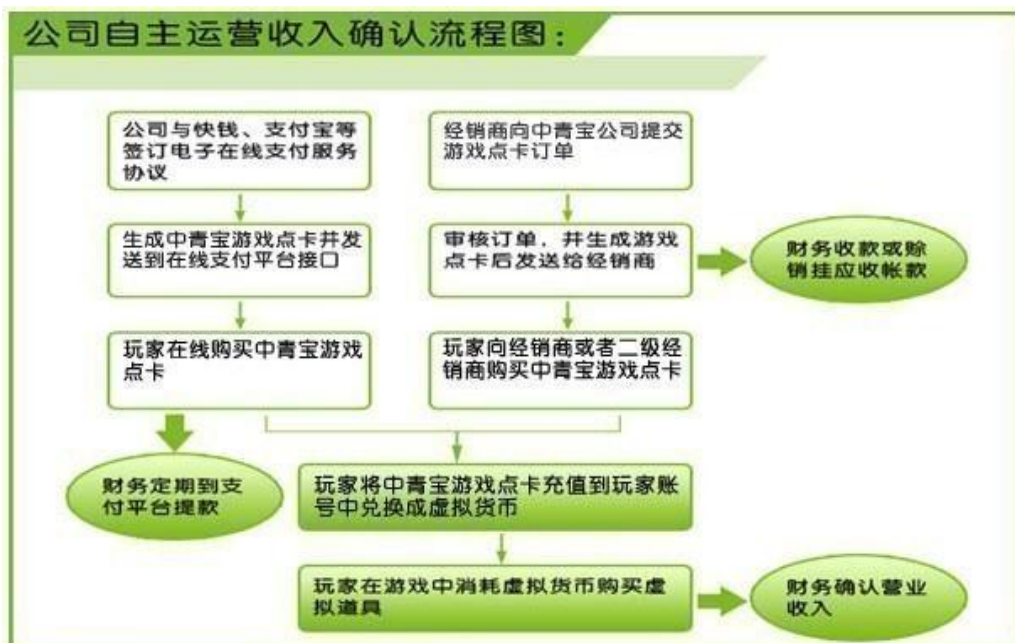 公司自主运营收入确认流程图：
公司与快钱、支付宝等
签订电子在线支付服务
协议
经销商向中青宝公司提交
游戏点卡订单
生成中青宝游戏点卡并发
送到在线支付平台接口
审核订单，并生成游戏
点卡后发送给经销商
财务收款或赊
销挂应收帐款
玩家在线购买中青宝游戏
点卡
玩家向经销商或者二级经
销商购买中青宝游戏点卡
财务定期到支
付平台提款
玩家将中青宝游戏点卡充值到玩家账
号中兑换成虚拟货币
玩家在游戏中消耗虚拟货币购买虚
拟道具
财务确认营业
收入